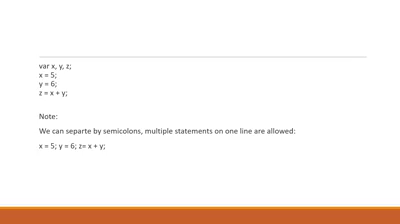 var x, y, z;
x = 5;
y = 6;
z = x + y;
Note:
We can separte by semicolons, multiple statements on one line are allowed:
x = 5; y = 6; z= x + y;